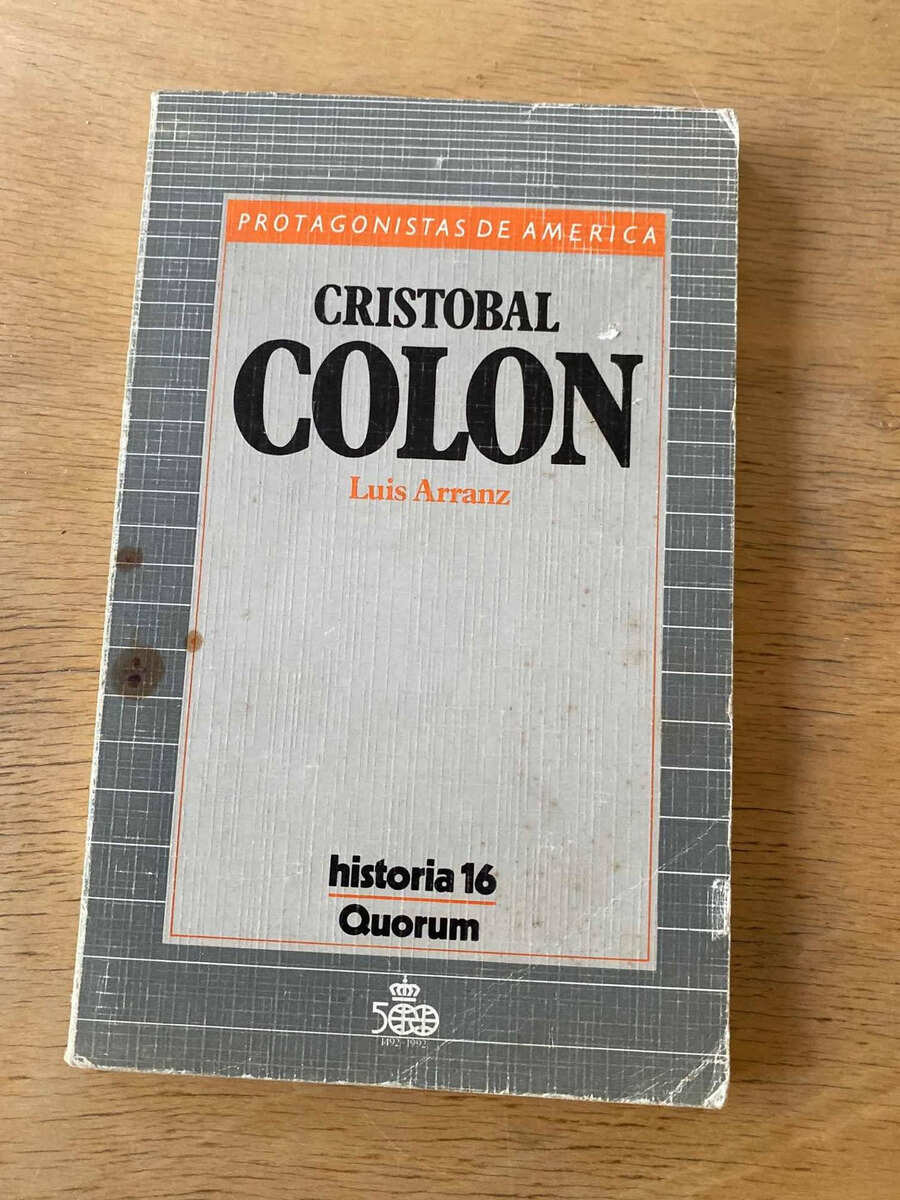 PROTAGONISTAS DE AMERICA
CRISTOBAL
COLON
Luis Arranz
historia 16
Quorum
500
1492-1992